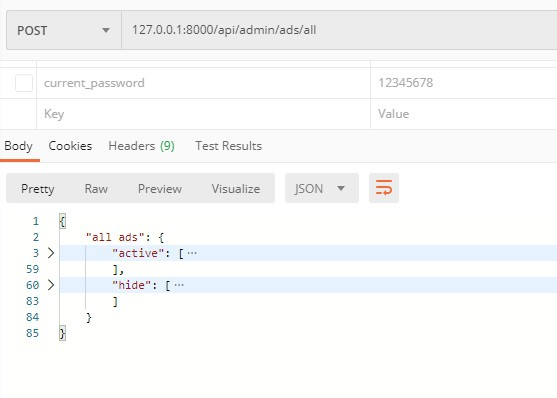 POST 127.0.0.1:8000/api/admin/ads/all
current_password 12345678
Key Value
Body Cookies Headers (9) Test Results
Pretty Raw Preview Visualize JSON
1 {
2 "all ads": {
3 "active": [ ···
59 ],
60 "hide": [ ···
83 ]
84 }
85 }